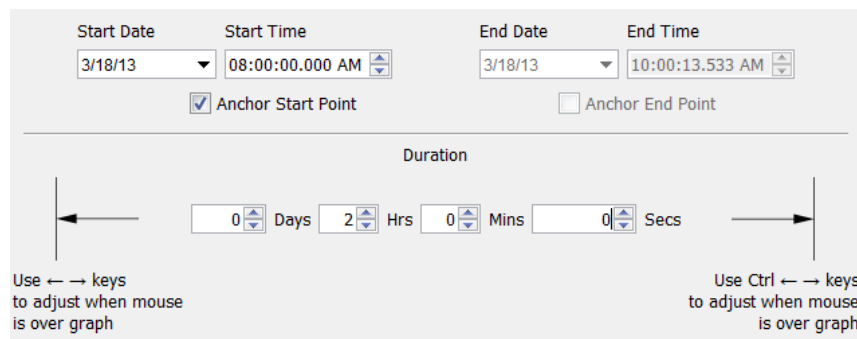 Start Date Start Time End Date End Time
3/18/13 08:00:00.000 AM 3/18/13 10:00:13.533 AM
Anchor Start Point Anchor End Point
Duration
0 Days 2 Hrs 0 Mins 0 Secs
Use ← → keys Use Ctrl ← → keys
to adjust when mouse to adjust when mouse
is over graph is over graph